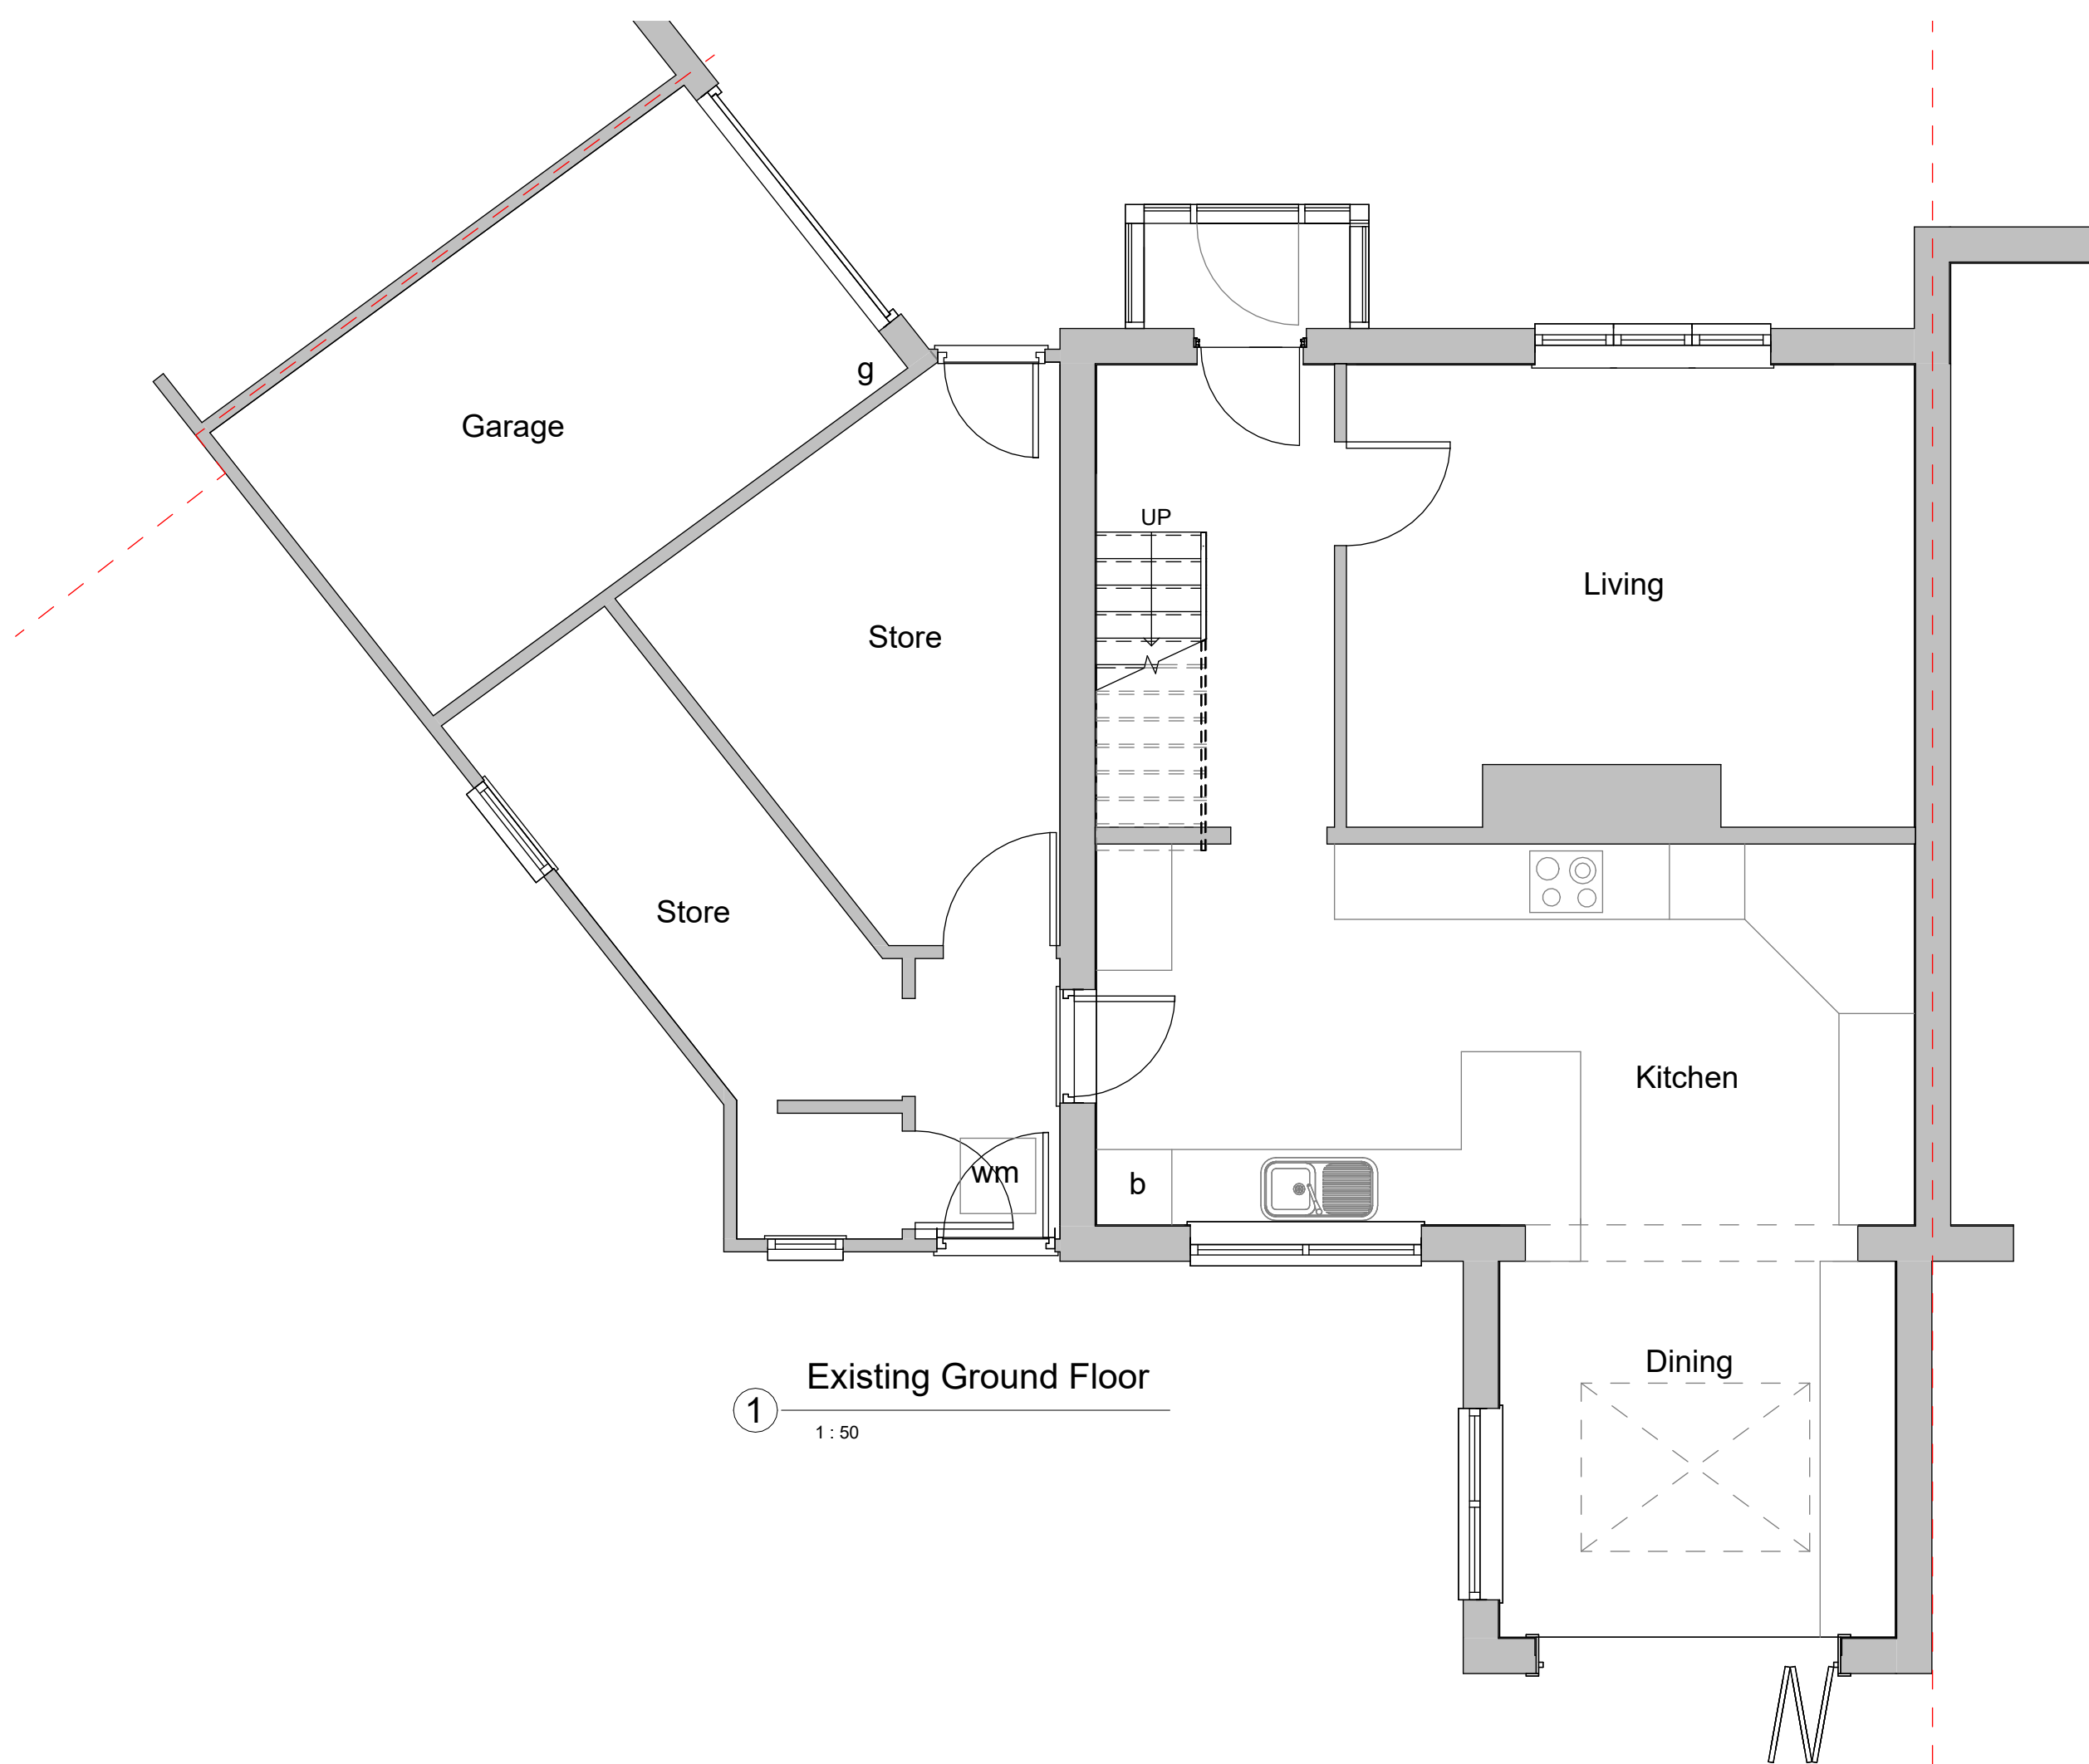 g
Garage
UP
Living
Store
Store
Kitchen
wm
b
Dining
Existing Ground Floor
1
1 : 50